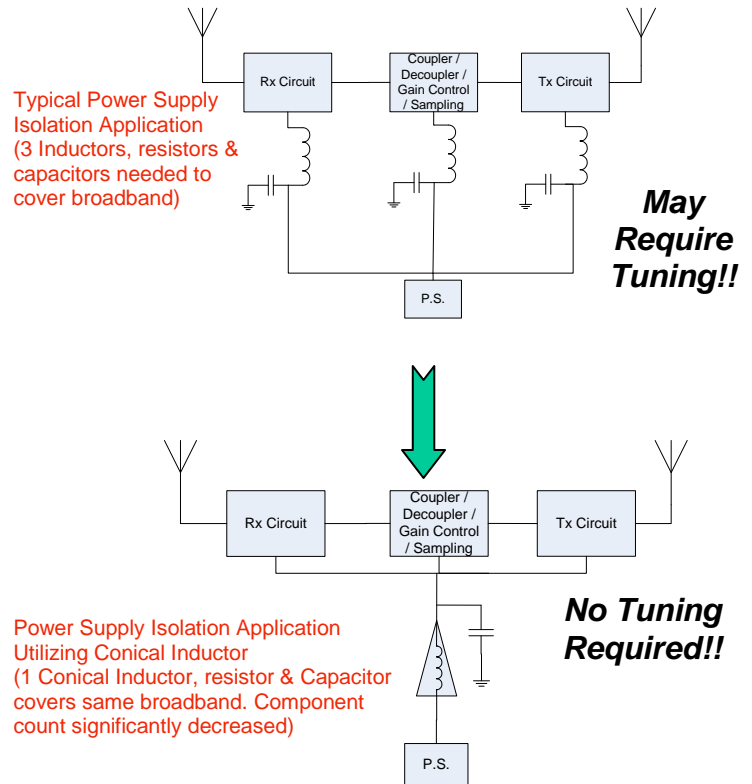 Rx Circuit
Coupler /
Decoupler /
Gain Control
/ Sampling
Tx Circuit
Typical Power Supply
Isolation Application
(3 Inductors, resistors &
capacitors needed to
cover broadband)
May
Require
Tuning!!
P.S.
Rx Circuit
Coupler /
Decoupler /
Gain Control
/ Sampling
Tx Circuit
Power Supply Isolation Application
Utilizing Conical Inductor
(1 Conical Inductor, resistor & Capacitor
covers same broadband. Component
count significantly decreased)
No Tuning
Required!!
P.S.